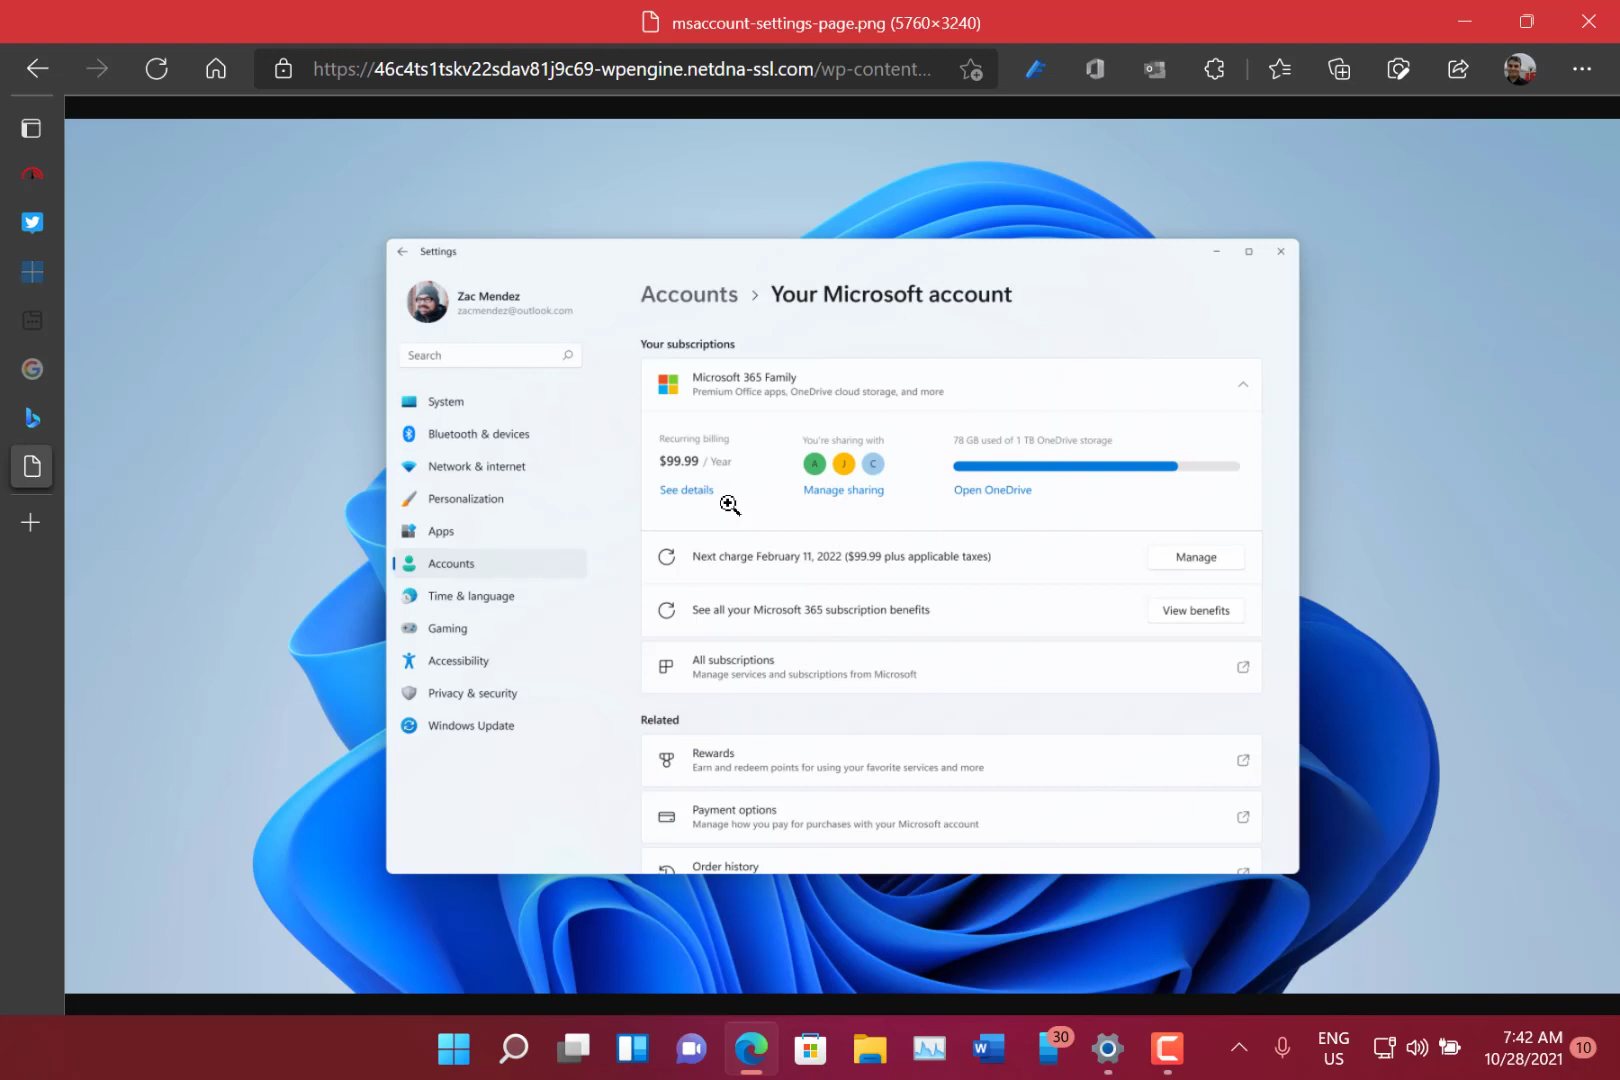 msaccount-settings-page.png (5760×3240)
https://46c4ts1tskv22sdav81j9c69-wpengine.netdna-ssl.com/wp-content...
Settings
Zac Mendez
zacmendez@outlook.com
Search
System
Bluetooth & devices
Network & internet
Personalization
Apps
Accounts
Time & language
Gaming
Accessibility
Privacy & security
Windows Update
Accounts > Your Microsoft account
Your subscriptions
Microsoft 365 Family
Premium Office apps, OneDrive cloud storage, and more
Recurring billing
$99.99 / Year
See details
You're sharing with
A J C
Manage sharing
78 GB used of 1 TB OneDrive storage
Open OneDrive
Next charge February 11, 2022 ($99.99 plus applicable taxes)
Manage
See all your Microsoft 365 subscription benefits
View benefits
All subscriptions
Manage services and subscriptions from Microsoft
Related
Rewards
Earn and redeem points for using your favorite services and more
Payment options
Manage how you pay for purchases with your Microsoft account
Order history
30
ENG
US
7:42 AM
10/28/2021
10